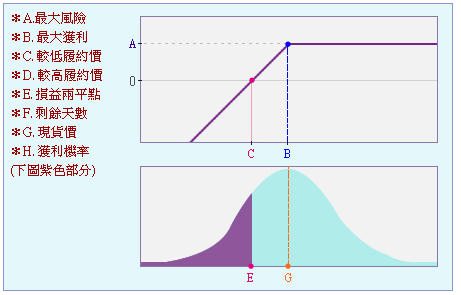 ＊A.最大風險
＊B.最大獲利
＊C.較低履約價
＊D.較高履約價
＊E.損益兩平點
＊F.剩餘天數
＊G.現貨價
＊H.獲利機率
(下圖紫色部分)
A
0
C
B
E
G